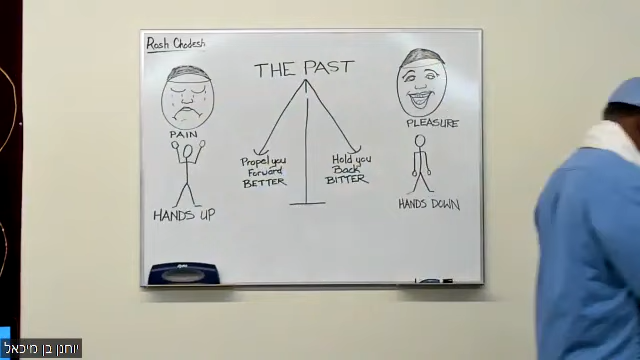 Rosh Chodesh
THE PAST
PAIN
PLEASURE
Propel you
Forward
BETTER
Hold you
Back
BITTER
HANDS UP
HANDS DOWN
יוחנן בן מיכאל